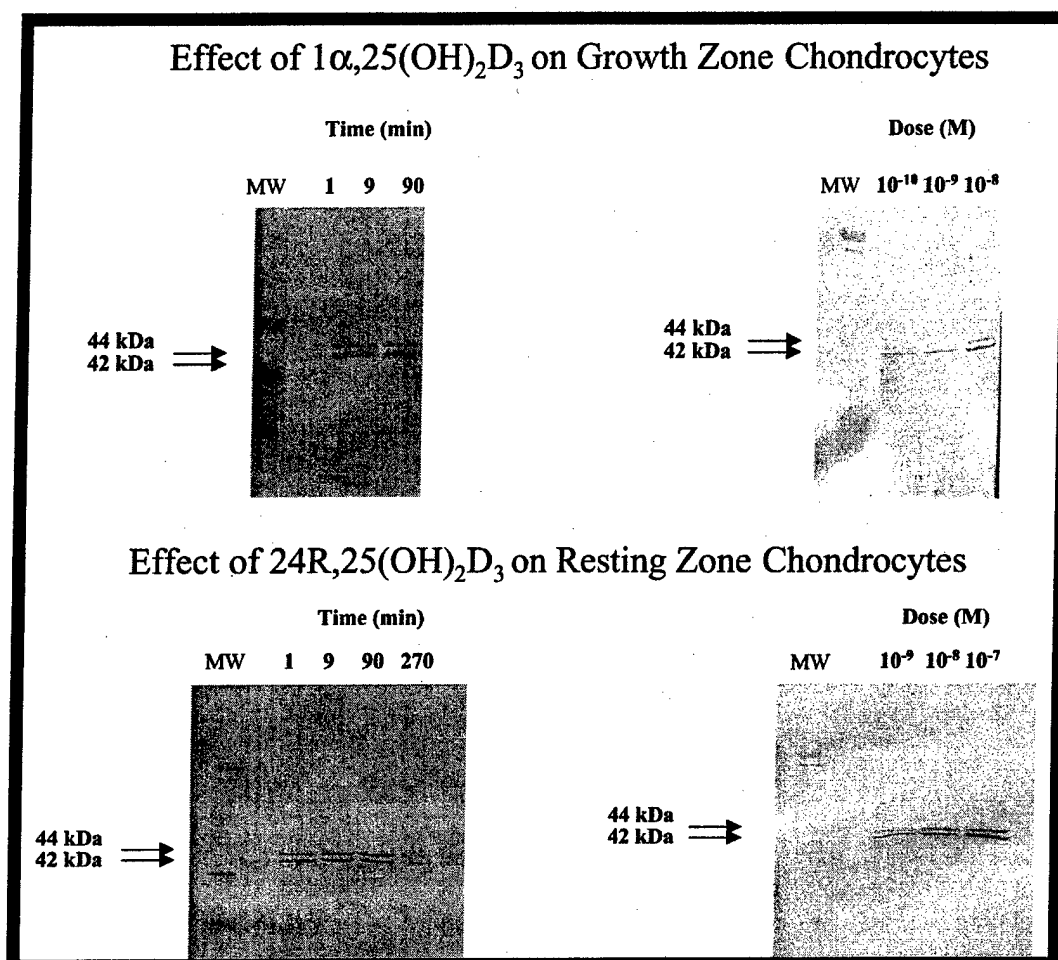 Effect of 1α,25(OH)₂D₃ on Growth Zone Chondrocytes
Time (min)
MW 1 9 90
44 kDa
42 kDa
Dose (M)
MW 10⁻¹⁰ 10⁻⁹ 10⁻⁸
44 kDa
42 kDa
Effect of 24R,25(OH)₂D₃ on Resting Zone Chondrocytes
Time (min)
MW 1 9 90 270
44 kDa
42 kDa
Dose (M)
MW 10⁻⁹ 10⁻⁸ 10⁻⁷
44 kDa
42 kDa